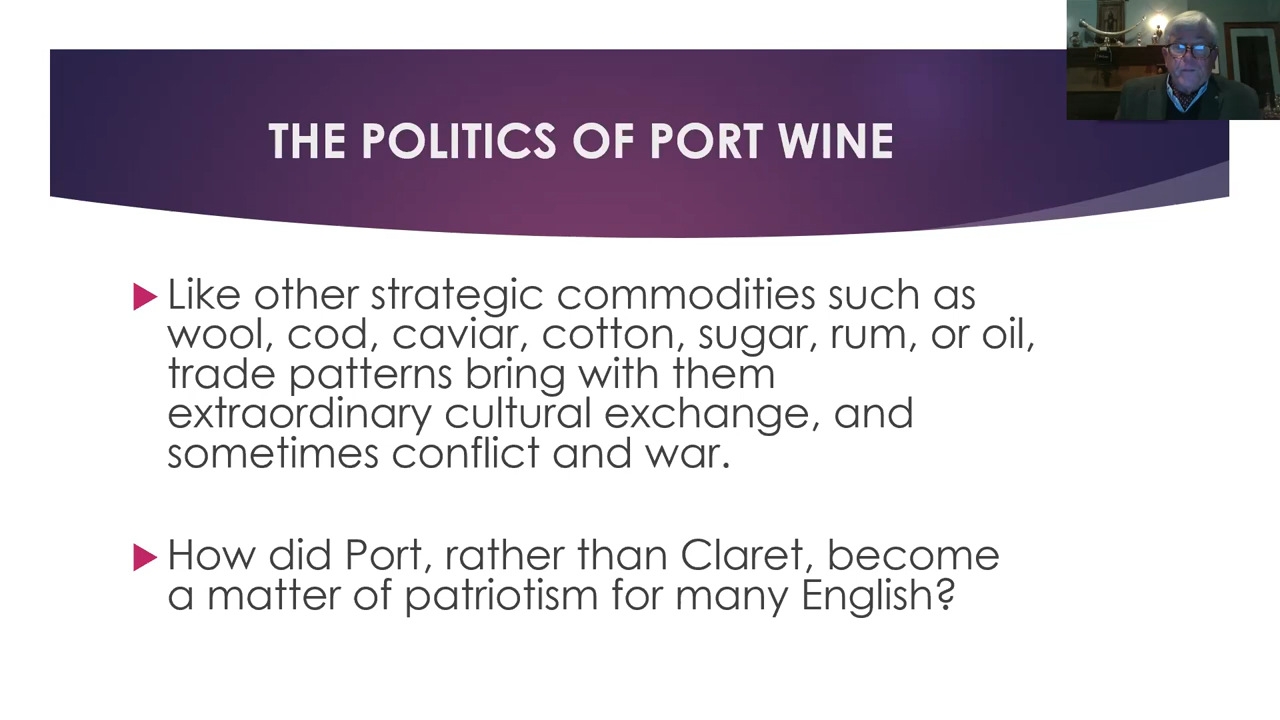 THE POLITICS OF PORT WINE
Like other strategic commodities such as
wool, cod, caviar, cotton, sugar, rum, or oil,
trade patterns bring with them
extraordinary cultural exchange, and
sometimes conflict and war.
How did Port, rather than Claret, become
a matter of patriotism for many English?